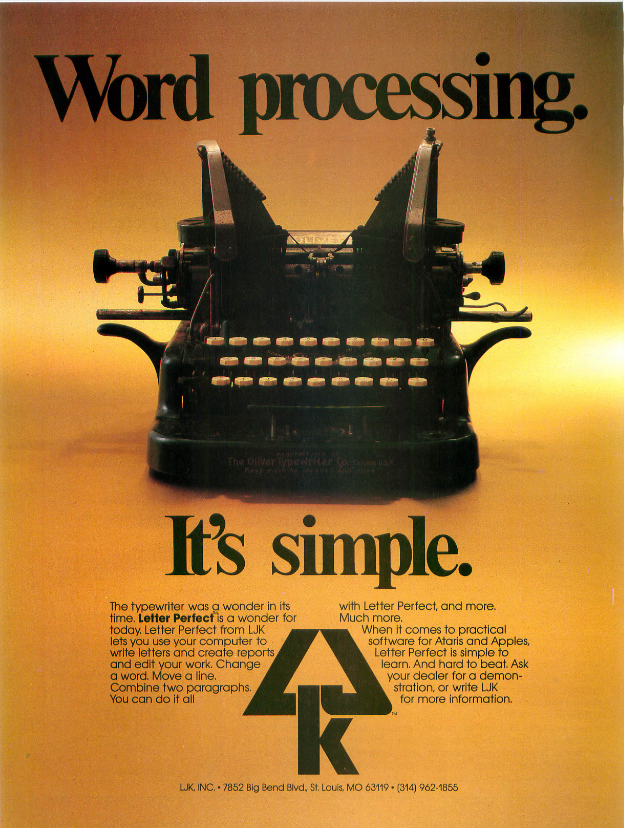 Word processing.
The Oliver Typewriter Co.
It's simple.
The typewriter was a wonder in its
time. Letter Perfect™ is a wonder for
today. Letter Perfect from LJK
lets you use your computer to
write letters and create reports
and edit your work. Change
a word. Move a line.
Combine two paragraphs.
You can do it all
with Letter Perfect, and more.
Much more.
When it comes to practical
software for Ataris and Apples,
Letter Perfect is simple to
learn. And hard to beat. Ask
your dealer for a demon-
stration, or write LJK
for more information.
LJk
™
LJK, INC. • 7852 Big Bend Blvd., St. Louis, MO 63119 • (314) 962-1855